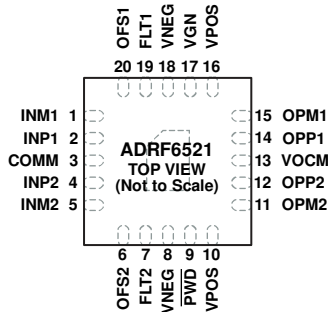 OFS1
FLT1
VNEG
VGN
VPOS
20 19 18 17 16
INM1 1
INP1 2
COMM 3
INP2 4
INM2 5
ADRF6521
TOP VIEW
(Not to Scale)
15 OPM1
14 OPP1
13 VOCM
12 OPP2
11 OPM2
6 7 8 9 10
OFS2
FLT2
VNEG
PWD
VPOS